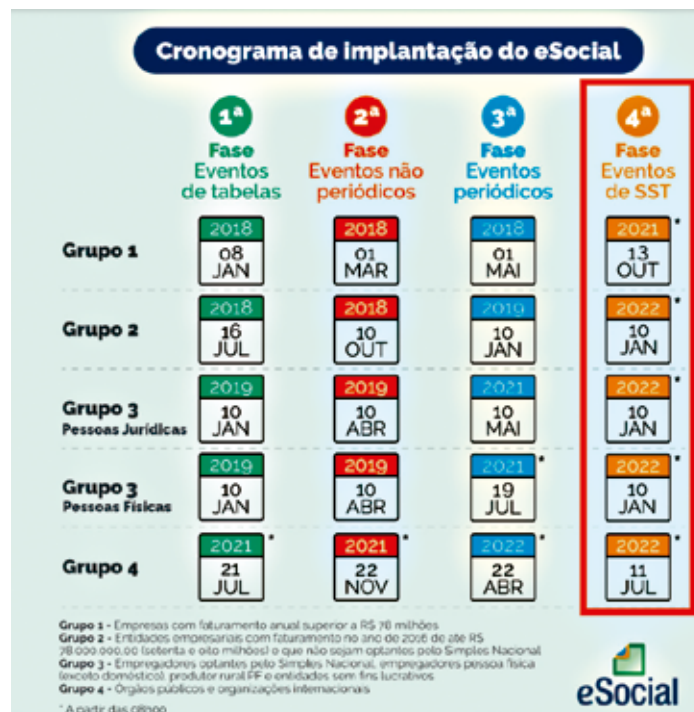 Cronograma de implantação do eSocial
1ª 2ª 3ª 4ª
Fase Fase Fase Fase
Eventos Eventos não Eventos Eventos
de tabelas periódicos periódicos de SST
2018 2018 2018 2021 *
Grupo 1 08 01 01 13
JAN MAR MAI OUT
2018 2018 2019 2022 *
Grupo 2 16 10 10 10
JUL OUT JAN JAN
2019 2019 2021 2022 *
Grupo 3 10 10 10 10
Pessoas Jurídicas JAN ABR MAI JAN
2019 2019 2021 * 2022 *
Grupo 3 10 10 19 10
Pessoas Físicas JAN ABR JUL JAN
2021 * 2021 * 2022 * 2022 *
Grupo 4 21 22 22 11
JUL NOV ABR JUL
Grupo 1 - Empresas com faturamento anual superior a R$ 78 milhões
Grupo 2 - Entidades empresariais com faturamento no ano de 2016 de até R$
78.000.000,00 (setenta e oito milhões) e que não sejam optantes pelo Simples Nacional
Grupo 3 - Empregadores optantes pelo Simples Nacional, empregadores pessoa física
(exceto doméstico), produtor rural PF e entidades sem fins lucrativos
Grupo 4 - Órgãos públicos e organizações internacionais
* A partir das 08h00
eSocial